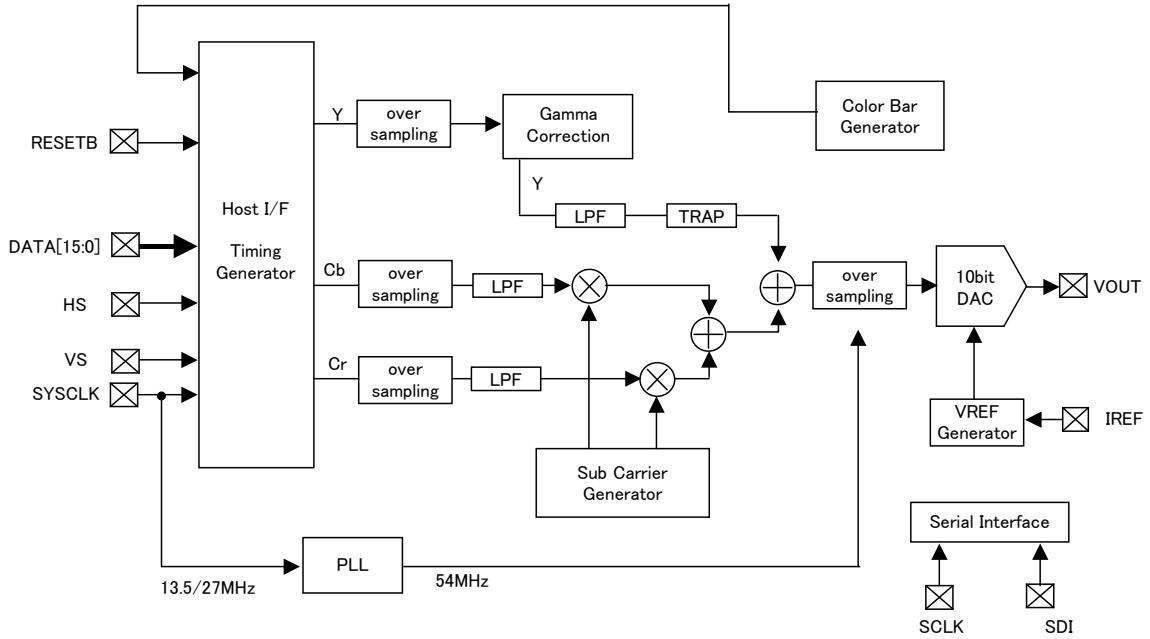 Color Bar
Generator
RESETB
DATA[15:0]
HS
VS
SYSCLK
Host I/F
Timing
Generator
Y
over
sampling
Gamma
Correction
Y
LPF
TRAP
Cb
over
sampling
LPF
Cr
over
sampling
LPF
over
sampling
10bit
DAC
VOUT
VREF
Generator
IREF
Sub Carrier
Generator
Serial Interface
SCLK
SDI
13.5/27MHz
PLL
54MHz